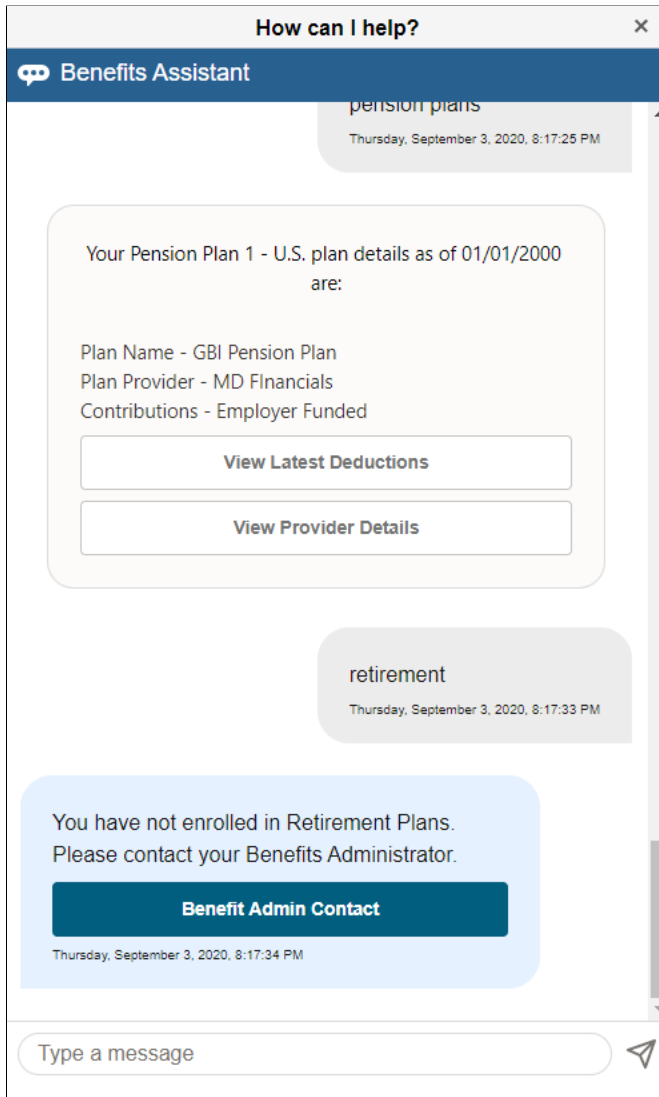 How can I help?
Benefits Assistant
pension plans
Thursday, September 3, 2020, 8:17:25 PM
Your Pension Plan 1 - U.S. plan details as of 01/01/2000
are:
Plan Name - GBI Pension Plan
Plan Provider - MD FInancials
Contributions - Employer Funded
View Latest Deductions
View Provider Details
retirement
Thursday, September 3, 2020, 8:17:33 PM
You have not enrolled in Retirement Plans.
Please contact your Benefits Administrator.
Benefit Admin Contact
Thursday, September 3, 2020, 8:17:34 PM
Type a message